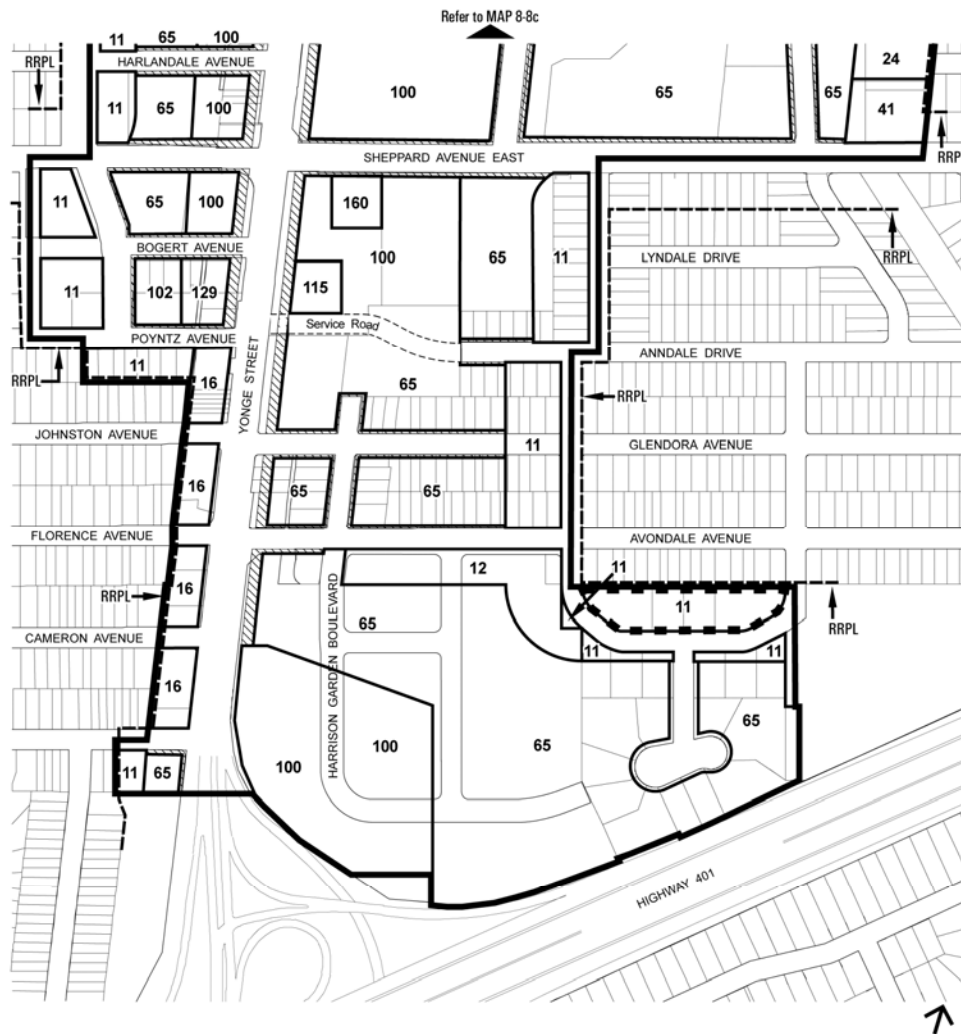 Refer to MAP 8-8c
11
65
100
RRPL
HARLANDALE AVENUE
24
100
65
65
11
65
100
41
RRP
SHEPPARD AVENUE EAST
11
65
100
160
BOGERT AVENUE
100
65
11
LYNDALE DRIVE
RRPL
11
102
129
115
Service Road
POYNTZ AVENUE
YONGE STREET
ANNDALE DRIVE
RRPL
11
16
65
RRPL
JOHNSTON AVENUE
11
GLENDORA AVENUE
16
65
65
FLORENCE AVENUE
AVONDALE AVENUE
16
12
11
RRPL
HARRISON GARDEN BOULEVARD
65
11
RRPL
CAMERON AVENUE
11
11
16
65
100
100
65
11
65
HIGHWAY 401